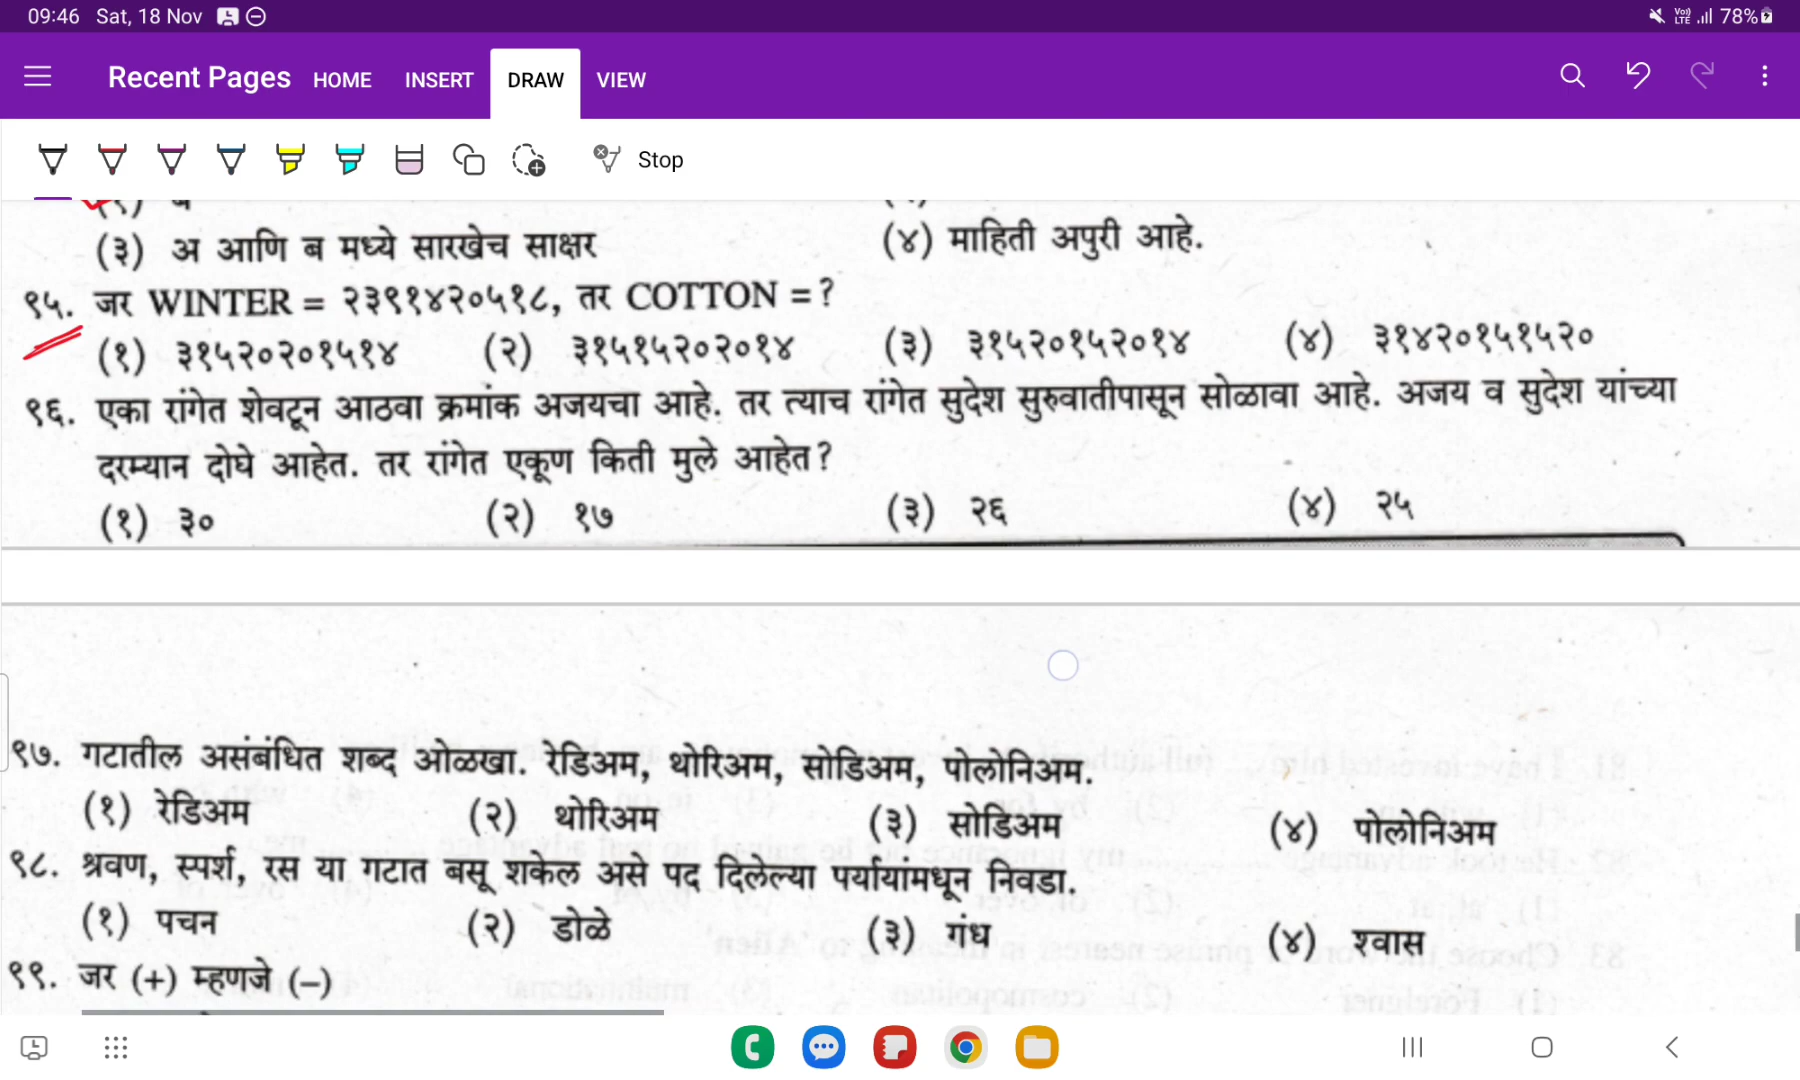 09:46 Sat, 18 Nov
Vo)) LTE 78%
Recent Pages HOME INSERT DRAW VIEW
Stop
(३) अ आणि ब मध्ये सारखेच साक्षर (४) माहिती अपुरी आहे.
९५. जर WINTER = २३९१४२०५१८, तर COTTON = ?
(१) ३१५२०२०१५१४ (२) ३१५१५२०२०१४ (३) ३१५२०१५२०१४ (४) ३१४२०१५१५२०
९६. एका रांगेत शेवटून आठवा क्रमांक अजयचा आहे. तर त्याच रांगेत सुदेश सुरुवातीपासून सोळावा आहे. अजय व सुदेश यांच्या
दरम्यान दोघे आहेत. तर रांगेत एकूण किती मुले आहेत?
(१) ३० (२) १७ (३) २६ (४) २५
९७. गटातील असंबंधित शब्द ओळखा. रेडिअम, थोरिअम, सोडिअम, पोलोनिअम.
(१) रेडिअम (२) थोरिअम (३) सोडिअम (४) पोलोनिअम
९८. श्रवण, स्पर्श, रस या गटात बसू शकेल असे पद दिलेल्या पर्यायांमधून निवडा.
(१) पचन (२) डोळे (३) गंध (४) श्वास
९९. जर (+) म्हणजे (–)